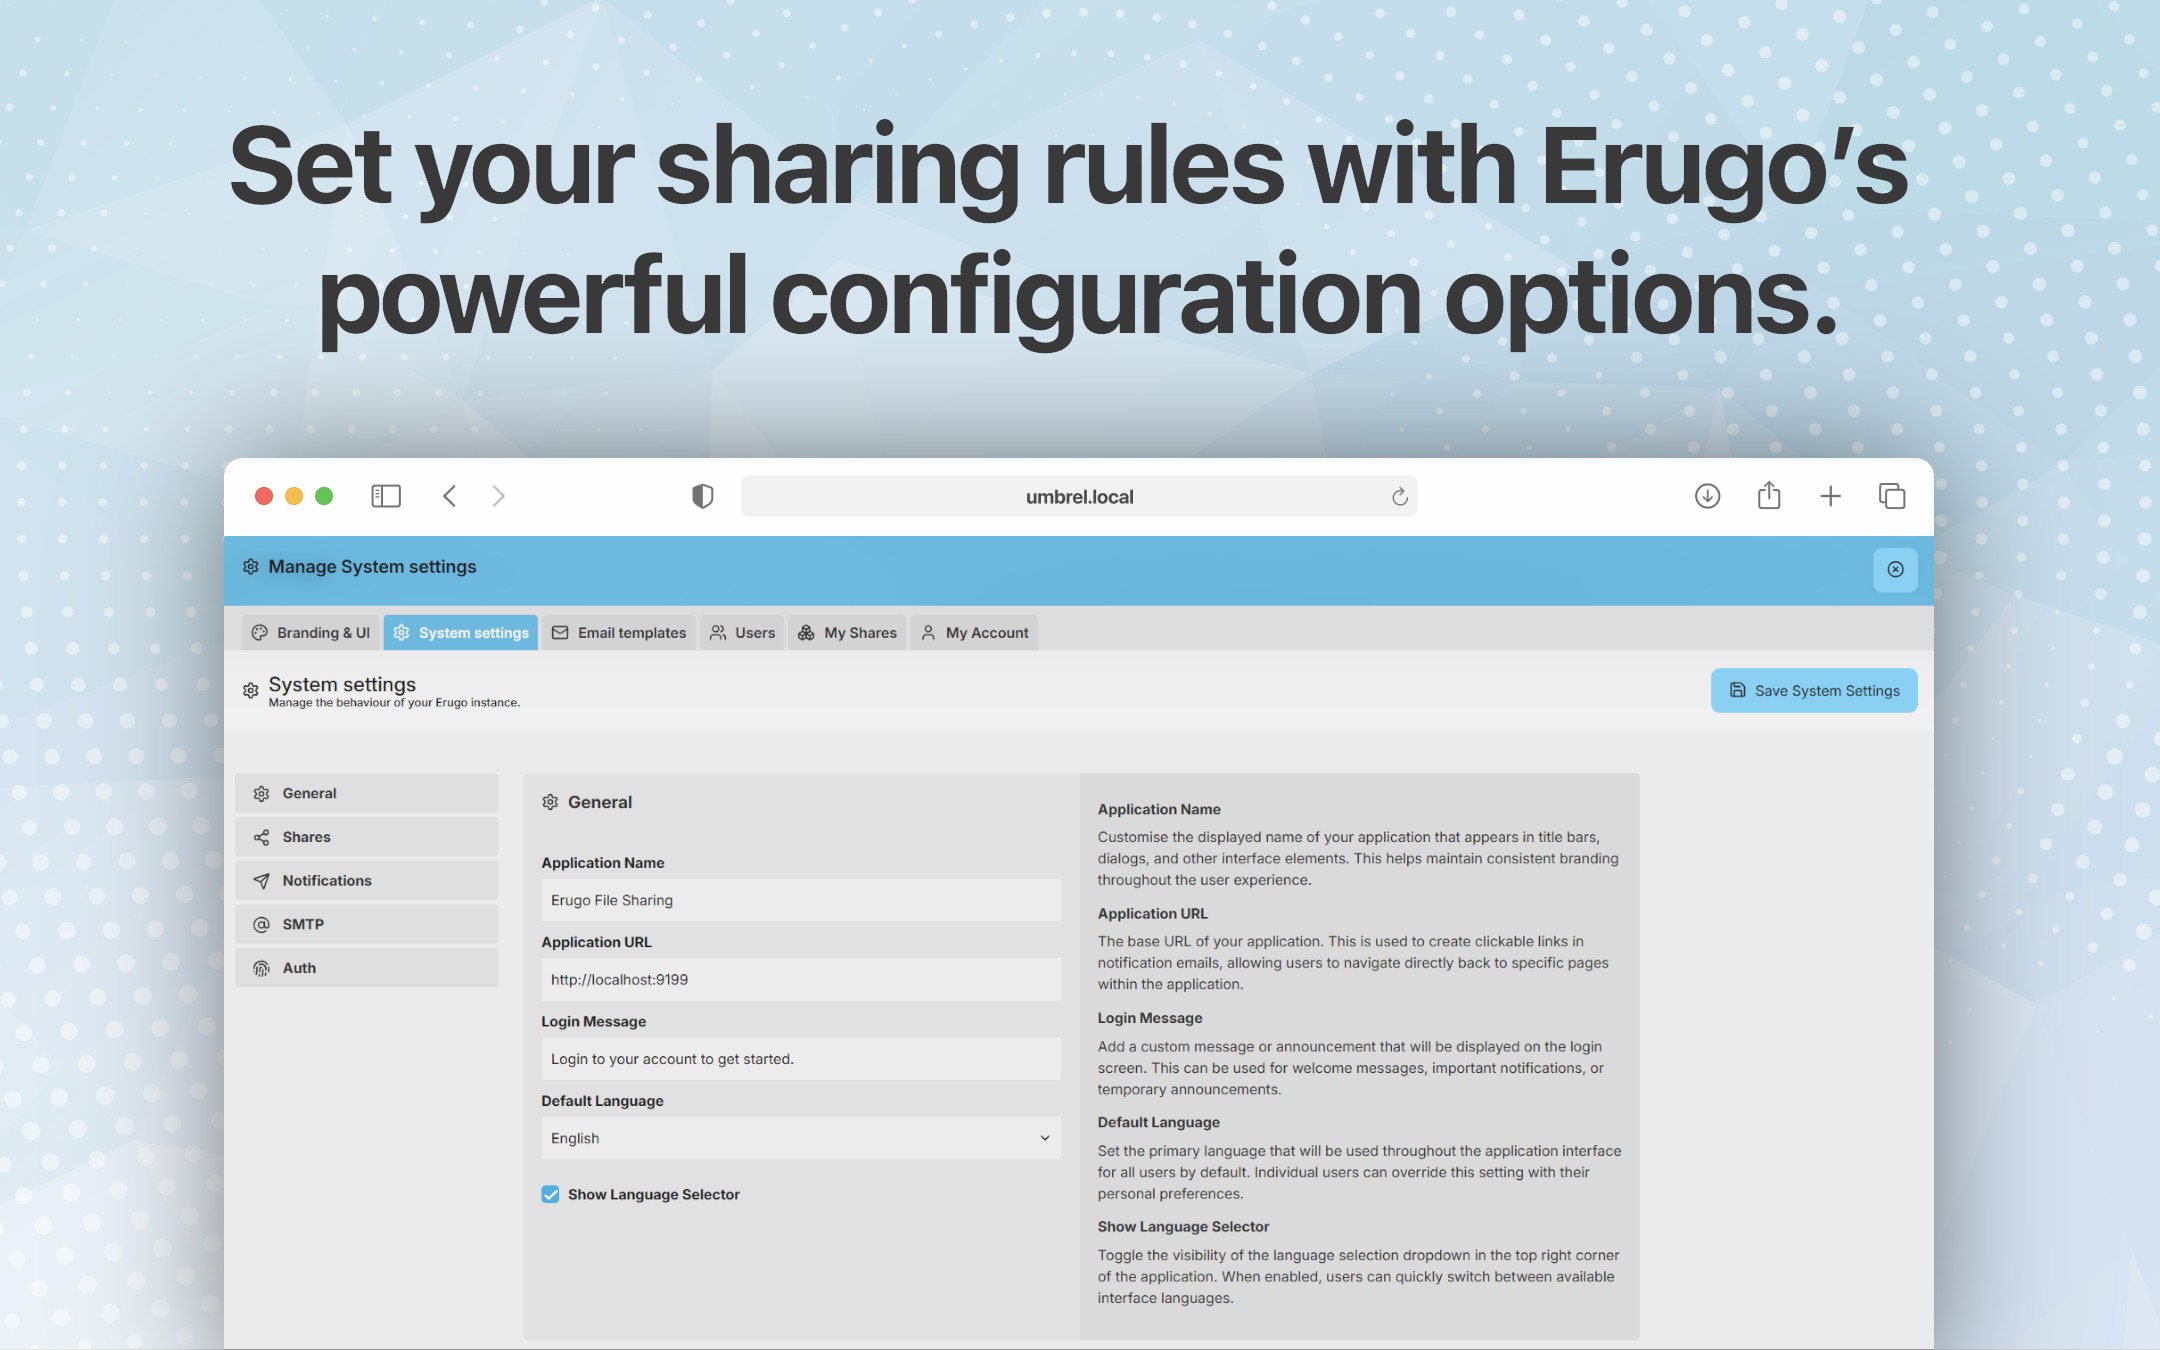 Set your sharing rules with Erugo’s
powerful configuration options.
umbrel.local
Manage System settings
Branding & UI
System settings
Email templates
Users
My Shares
My Account
System settings
Manage the behaviour of your Erugo instance.
Save System Settings
General
Shares
Notifications
SMTP
Auth
General
Application Name
Erugo File Sharing
Application URL
http://localhost:9199
Login Message
Login to your account to get started.
Default Language
English
Show Language Selector
Application Name
Customise the displayed name of your application that appears in title bars,
dialogs, and other interface elements. This helps maintain consistent branding
throughout the user experience.
Application URL
The base URL of your application. This is used to create clickable links in
notification emails, allowing users to navigate directly back to specific pages
within the application.
Login Message
Add a custom message or announcement that will be displayed on the login
screen. This can be used for welcome messages, important notifications, or
temporary announcements.
Default Language
Set the primary language that will be used throughout the application interface
for all users by default. Individual users can override this setting with their
personal preferences.
Show Language Selector
Toggle the visibility of the language selection dropdown in the top right corner
of the application. When enabled, users can quickly switch between available
interface languages.